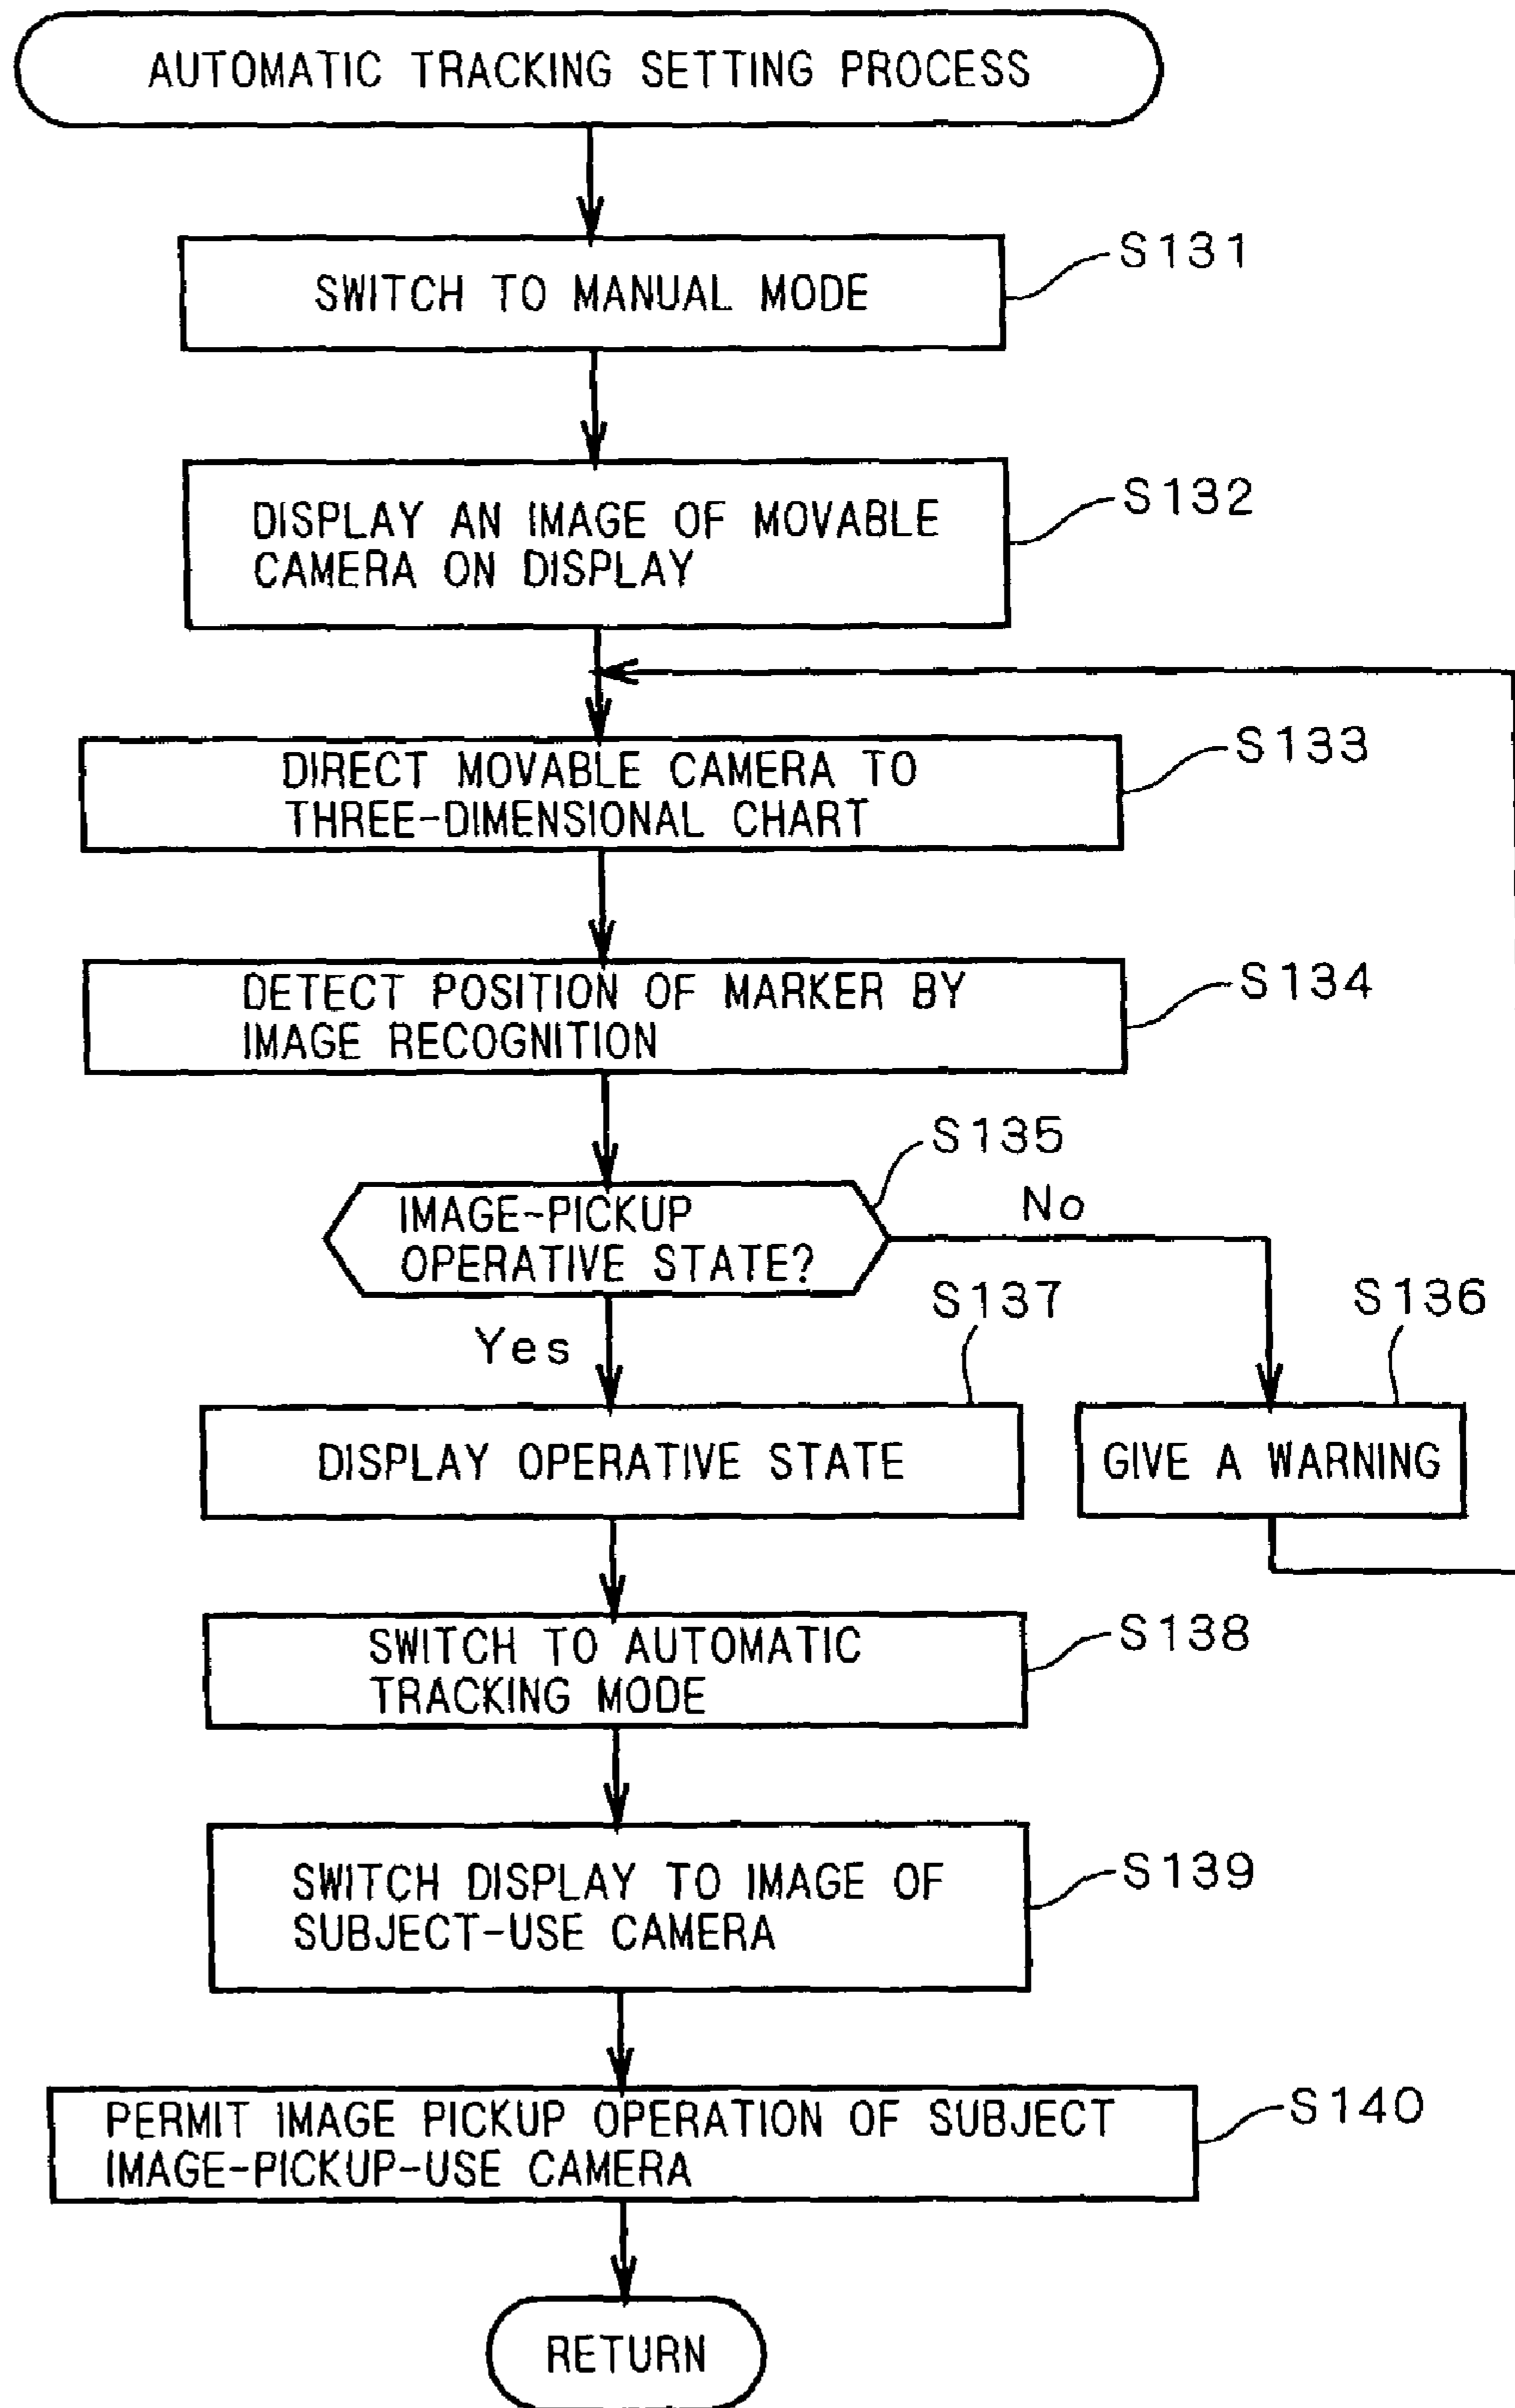 AUTOMATIC TRACKING SETTING PROCESS
S131
SWITCH TO MANUAL MODE
S132
DISPLAY AN IMAGE OF MOVABLE
CAMERA ON DISPLAY
S133
DIRECT MOVABLE CAMERA TO
THREE-DIMENSIONAL CHART
S134
DETECT POSITION OF MARKER BY
IMAGE RECOGNITION
S135
IMAGE-PICKUP
OPERATIVE STATE?
No
Yes
S137
S136
DISPLAY OPERATIVE STATE
GIVE A WARNING
S138
SWITCH TO AUTOMATIC
TRACKING MODE
S139
SWITCH DISPLAY TO IMAGE OF
SUBJECT-USE CAMERA
S140
PERMIT IMAGE PICKUP OPERATION OF SUBJECT
IMAGE-PICKUP-USE CAMERA
RETURN